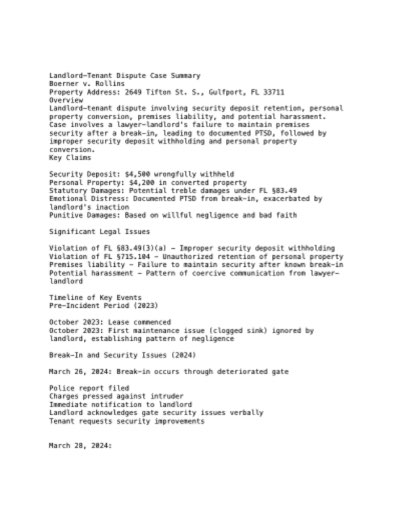 Landlord-Tenant Dispute Case Summary
Boerner v. Rollins
Property Address: 2649 Tifton St. S., Gulfport, FL 33711
Overview
Landlord-tenant dispute involving security deposit retention, personal
property conversion, premises liability, and potential harassment.
Case involves a lawyer-landlord's failure to maintain premises
security after a break-in, leading to documented PTSD, followed by
improper security deposit withholding and personal property
conversion.
Key Claims
Security Deposit: $4,500 wrongfully withheld
Personal Property: $4,200 in converted property
Statutory Damages: Potential treble damages under FL §83.49
Emotional Distress: Documented PTSD from break-in, exacerbated by
landlord's inaction
Punitive Damages: Based on willful negligence and bad faith
Significant Legal Issues
Violation of FL §83.49(3)(a) - Improper security deposit withholding
Violation of FL §715.104 - Unauthorized retention of personal property
Premises liability - Failure to maintain security after known break-in
Potential harassment - Pattern of coercive communication from lawyer-
landlord
Timeline of Key Events
Pre-Incident Period (2023)
October 2023: Lease commenced
October 2023: First maintenance issue (clogged sink) ignored by
landlord, establishing pattern of negligence
Break-In and Security Issues (2024)
March 26, 2024: Break-in occurs through deteriorated gate
Police report filed
Charges pressed against intruder
Immediate notification to landlord
Landlord acknowledges gate security issues verbally
Tenant requests security improvements
March 28, 2024: